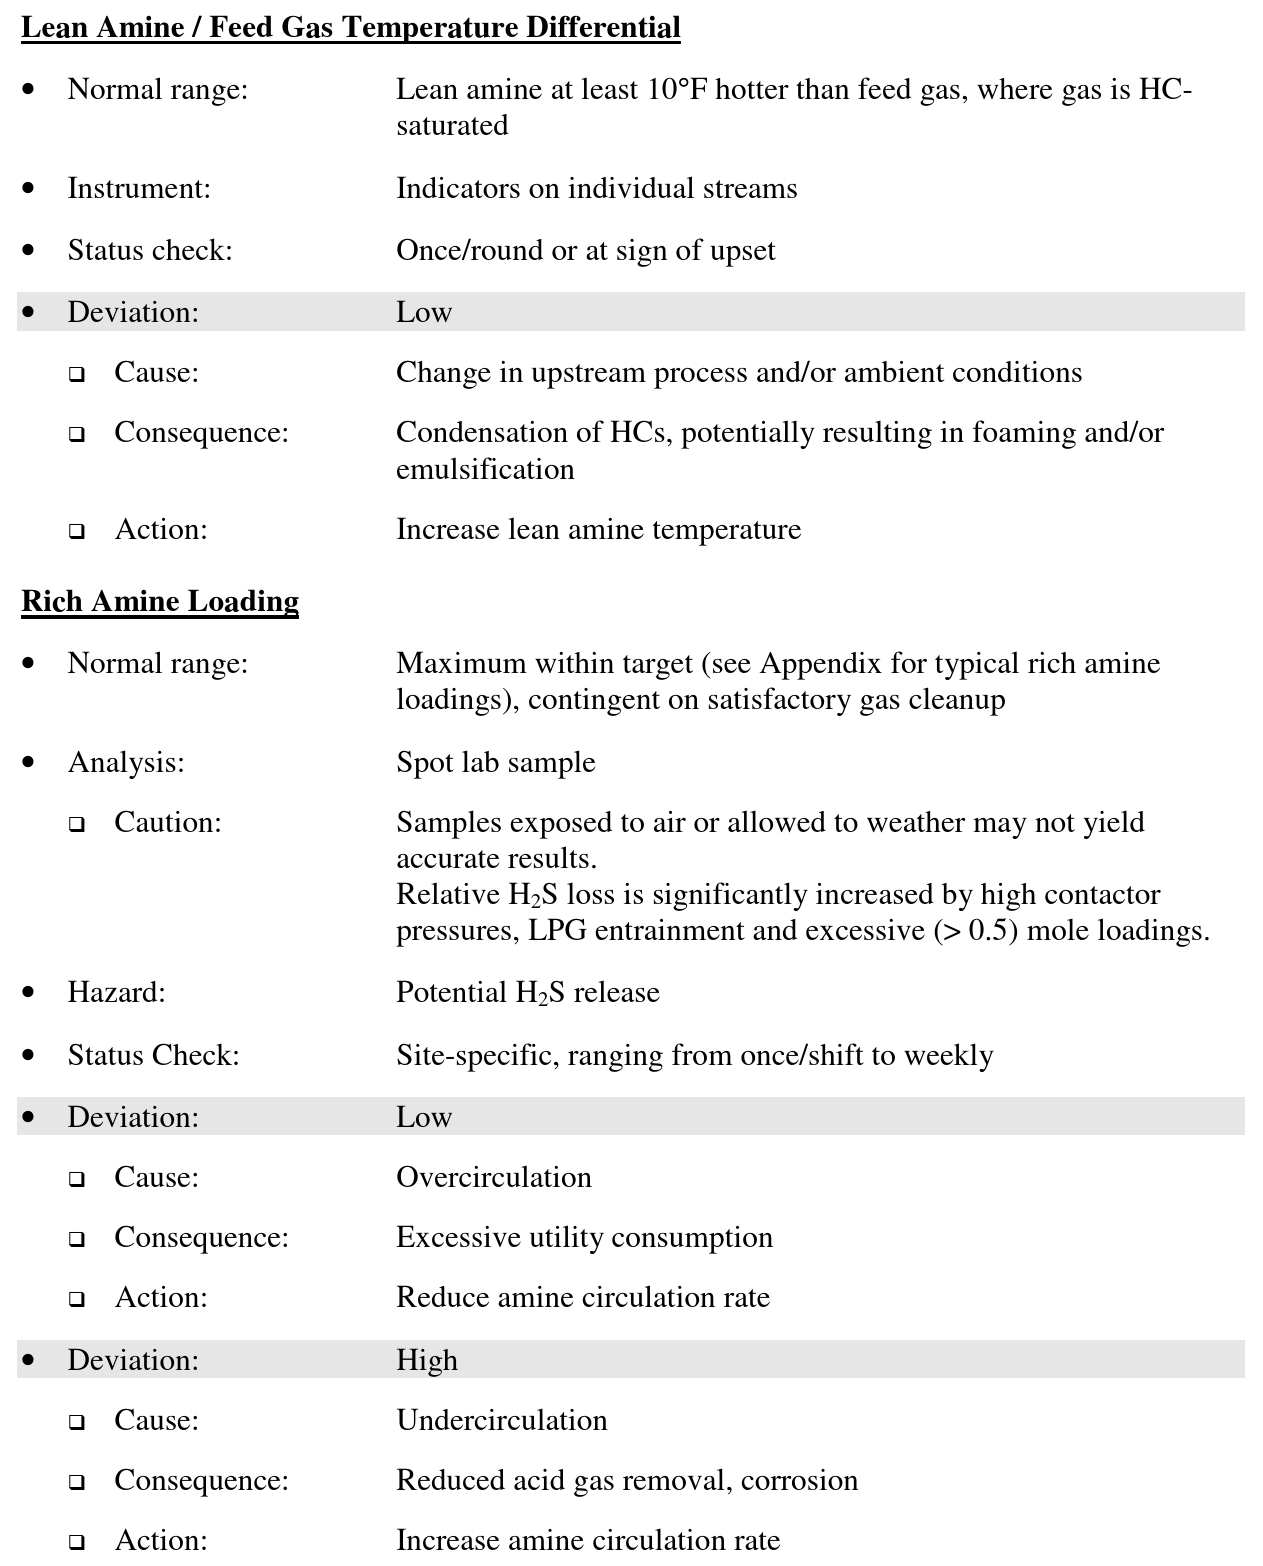 Lean Amine / Feed Gas Temperature Differential
• Normal range: Lean amine at least 10°F hotter than feed gas, where gas is HC-
saturated
• Instrument: Indicators on individual streams
• Status check: Once/round or at sign of upset
• Deviation: Low
❑ Cause: Change in upstream process and/or ambient conditions
❑ Consequence: Condensation of HCs, potentially resulting in foaming and/or
emulsification
❑ Action: Increase lean amine temperature
Rich Amine Loading
• Normal range: Maximum within target (see Appendix for typical rich amine
loadings), contingent on satisfactory gas cleanup
• Analysis: Spot lab sample
❑ Caution: Samples exposed to air or allowed to weather may not yield
accurate results.
Relative H₂S loss is significantly increased by high contactor
pressures, LPG entrainment and excessive (> 0.5) mole loadings.
• Hazard: Potential H₂S release
• Status Check: Site-specific, ranging from once/shift to weekly
• Deviation: Low
❑ Cause: Overcirculation
❑ Consequence: Excessive utility consumption
❑ Action: Reduce amine circulation rate
• Deviation: High
❑ Cause: Undercirculation
❑ Consequence: Reduced acid gas removal, corrosion
❑ Action: Increase amine circulation rate